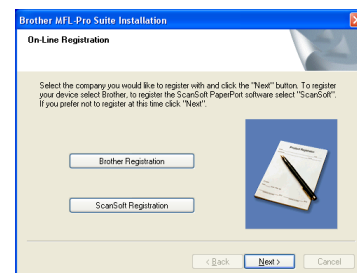 Brother MFL-Pro Suite Installation
On-Line Registration
Select the company you would like to register with and click the "Next" button. To register
your device select Brother, to register the ScanSoft PaperPort software select "ScanSoft".
If you prefer not to register at this time click "Next".
Brother Registration
ScanSoft Registration
< Back
Next >
Cancel